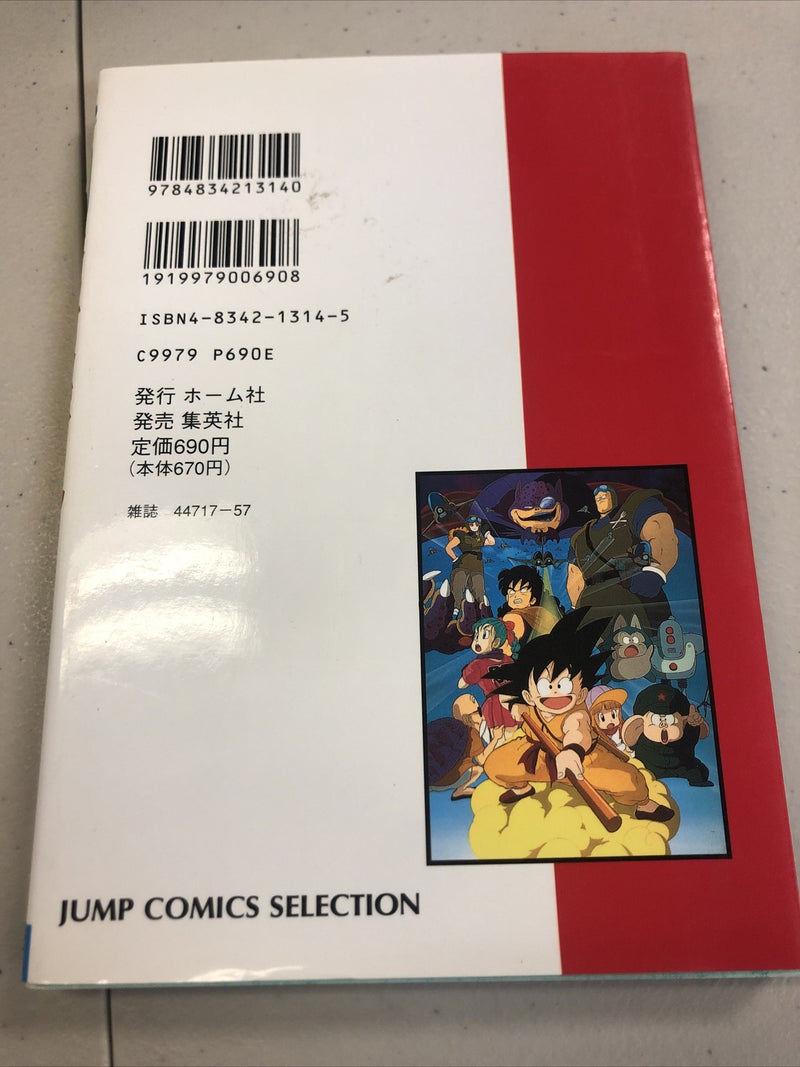 9784834213140
1919979006908
ISBN4-8342-1314-5
C9979 P690E
発行 ホーム社
発売 集英社
定価690円
(本体670円)
雑誌 44717-57
JUMP COMICS SELECTION